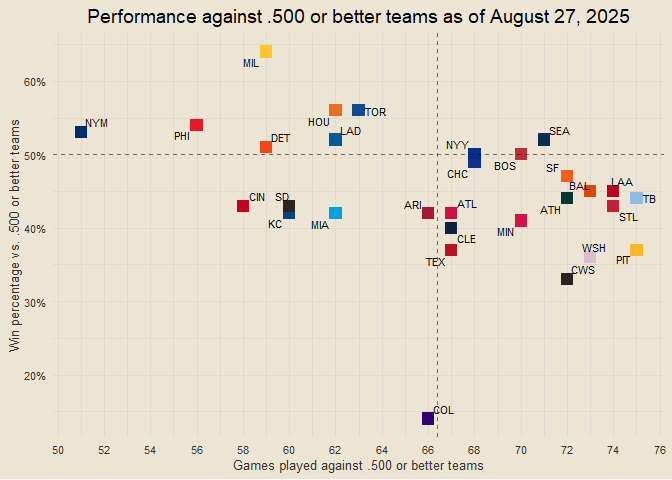 Performance against .500 or better teams as of August 27, 2025
Win percentage vs. .500 or better teams
60%
50%
40%
30%
20%
MIL
NYM
PHI
HOU
TOR
DET
LAD
NYY
CHC
BOS
SEA
SF
BAL
LAA
TB
ATH
STL
CIN
SD
KC
MIA
ARI
ATL
CLE
MIN
TEX
WSH
PIT
CWS
COL
50 52 54 56 58 60 62 64 66 68 70 72 74 76
Games played against .500 or better teams